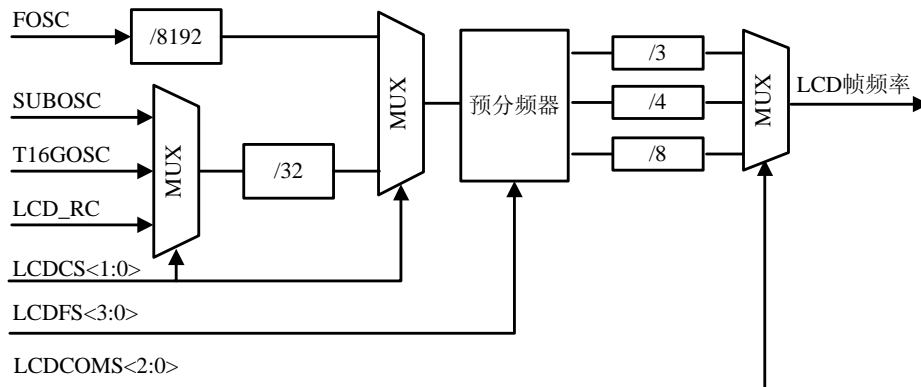 FOSC
/8192
MUX
SUBOSC
T16GOSC
LCD_RC
MUX
/32
预分频器
/3
/4
/8
MUX
LCD帧频率
LCDCS<1:0>
LCDFS<3:0>
LCDCOMS<2:0>